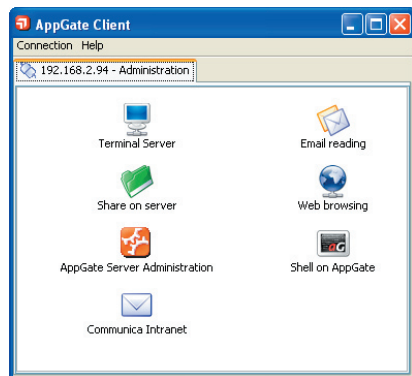 AppGate Client
Connection Help
192.168.2.94 - Administration
Terminal Server
Email reading
Share on server
Web browsing
AppGate Server Administration
Shell on AppGate
Communica Intranet